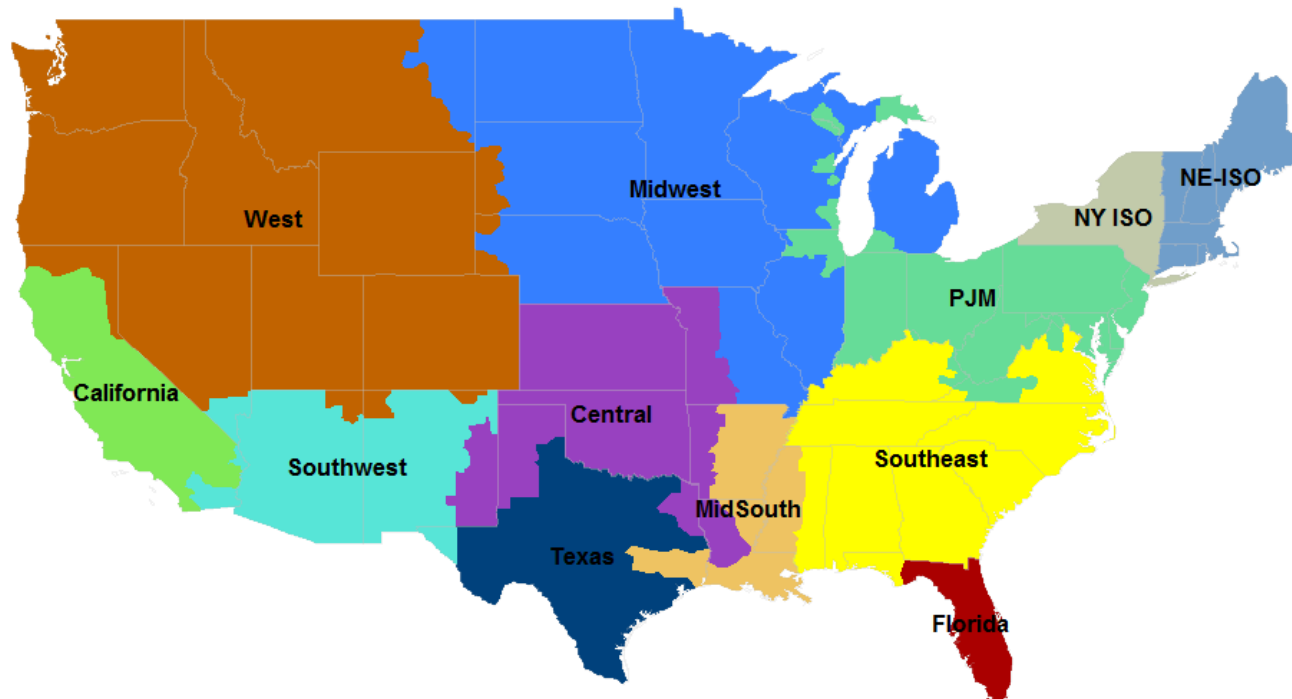 NE-ISO
Midwest
West
NY ISO
PJM
California
Central
Southwest
Southeast
MidSouth
Texas
Florida